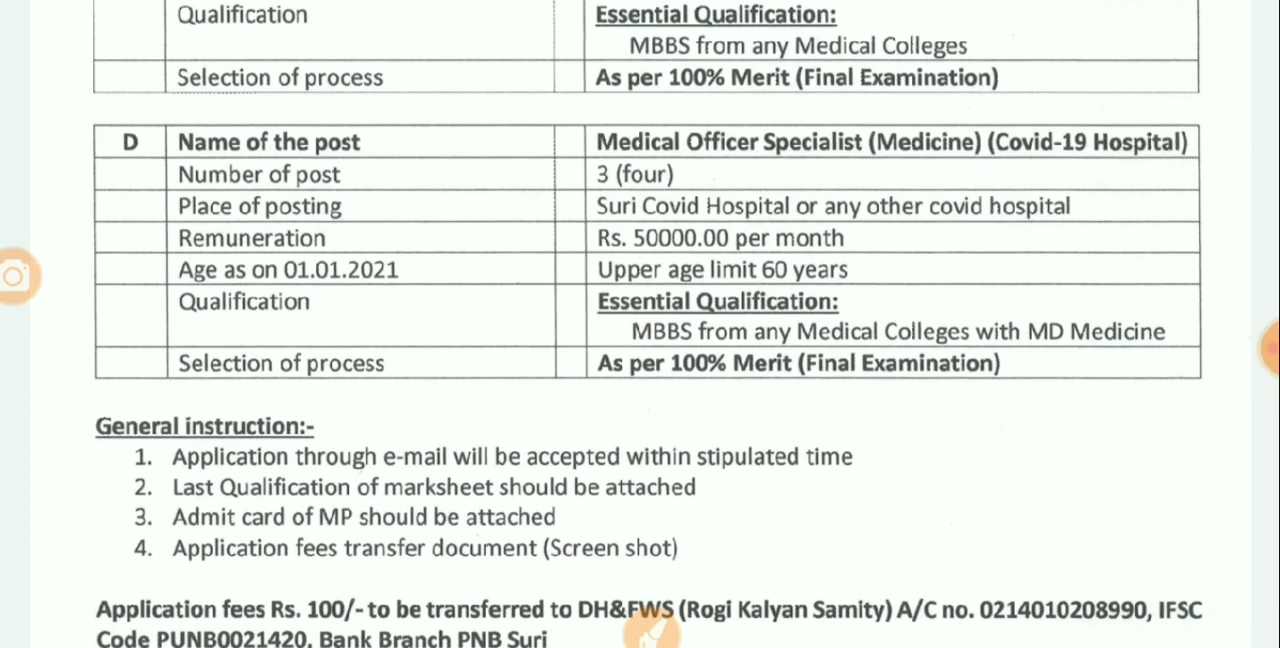 Qualification Essential Qualification:
MBBS from any Medical Colleges
Selection of process As per 100% Merit (Final Examination)
D Name of the post Medical Officer Specialist (Medicine) (Covid-19 Hospital)
Number of post 3 (four)
Place of posting Suri Covid Hospital or any other covid hospital
Remuneration Rs. 50000.00 per month
Age as on 01.01.2021 Upper age limit 60 years
Qualification Essential Qualification:
MBBS from any Medical Colleges with MD Medicine
Selection of process As per 100% Merit (Final Examination)
General instruction:-
1. Application through e-mail will be accepted within stipulated time
2. Last Qualification of marksheet should be attached
3. Admit card of MP should be attached
4. Application fees transfer document (Screen shot)
Application fees Rs. 100/- to be transferred to DH&FWS (Rogi Kalyan Samity) A/C no. 0214010208990, IFSC
Code PUNB0021420, Bank Branch PNB Suri